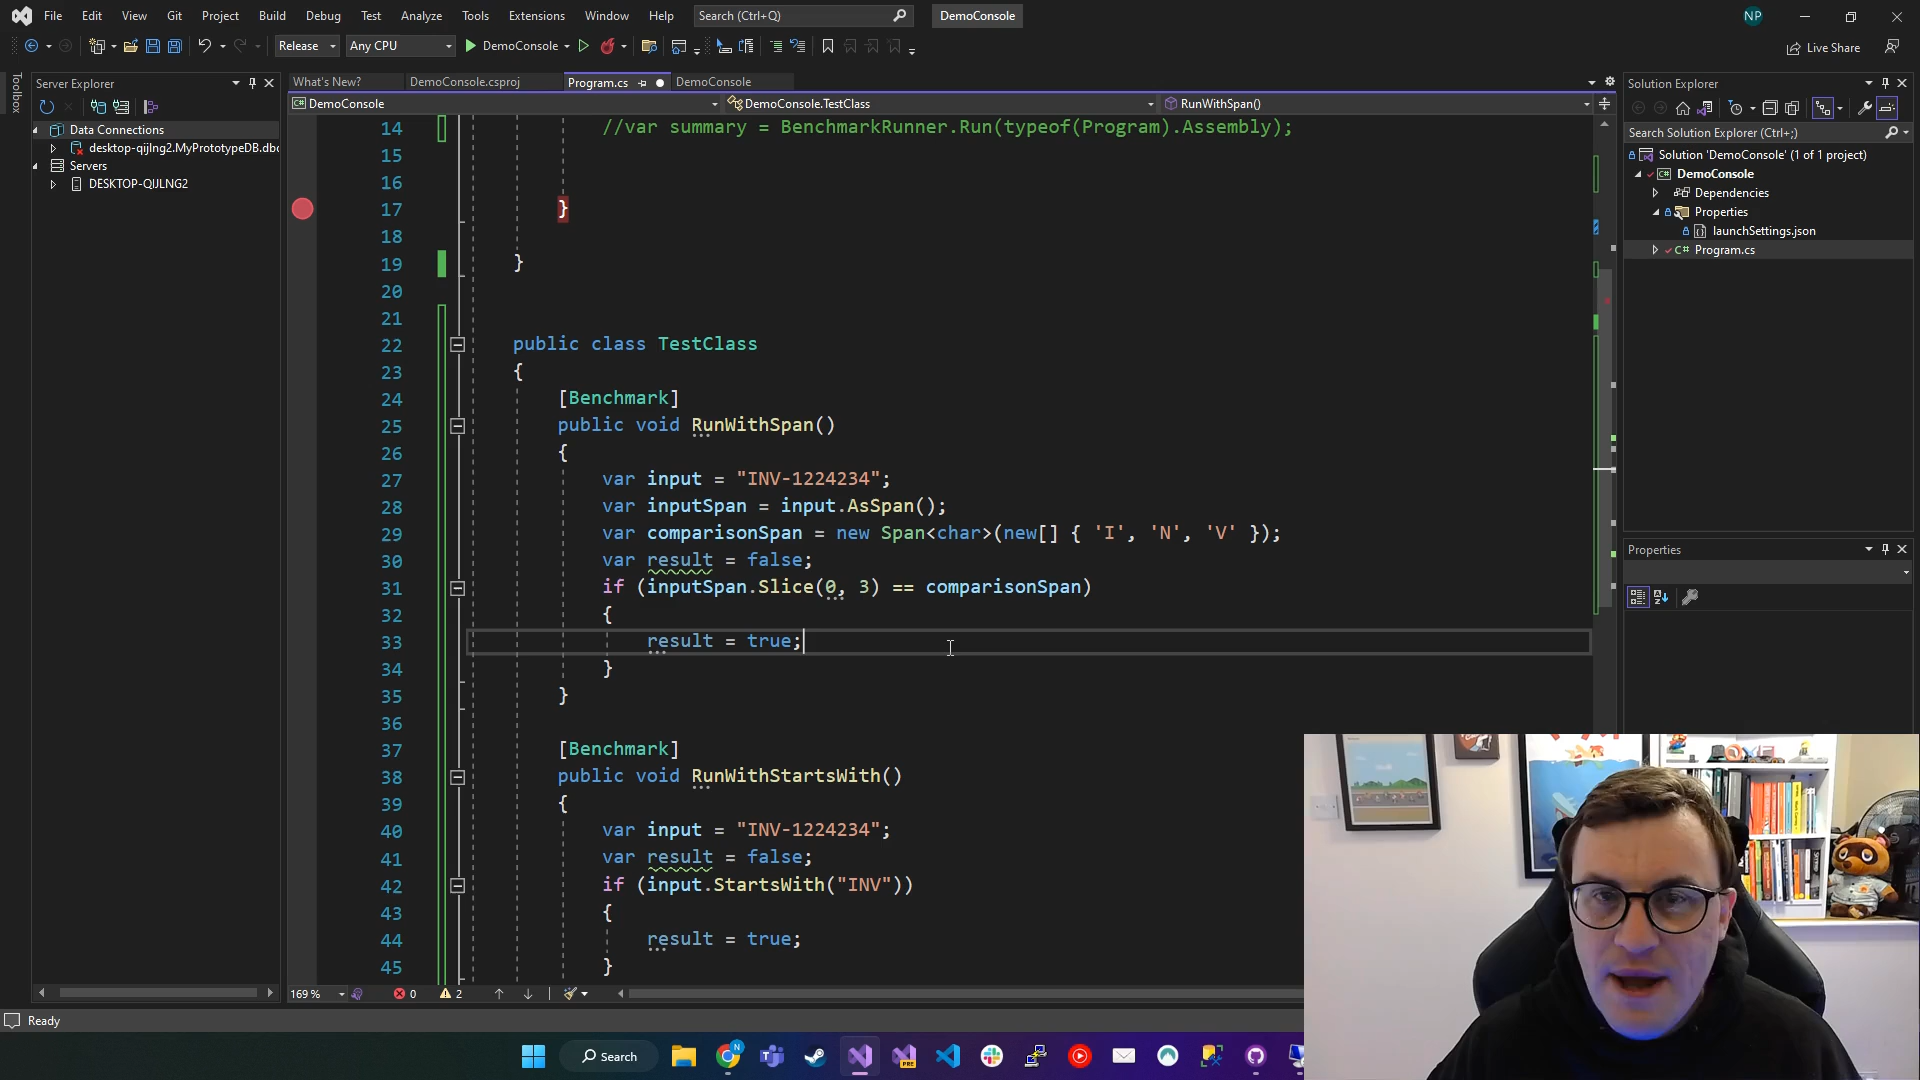 File Edit View Git Project Build Debug Test Analyze Tools Extensions Window Help Search (Ctrl+Q) DemoConsole NP
Release Any CPU DemoConsole Live Share
Toolbox
Server Explorer
Data Connections
desktop-qijlng2.MyPrototypeDB.dbo
Servers
DESKTOP-QIJLNG2
What's New? DemoConsole.csproj Program.cs DemoConsole
DemoConsole DemoConsole.TestClass RunWithSpan()
14 //var summary = BenchmarkRunner.Run(typeof(Program).Assembly);
15
16
17 }
18
19 }
20
21
22 public class TestClass
23 {
24 [Benchmark]
25 public void RunWithSpan()
26 {
27 var input = "INV-1224234";
28 var inputSpan = input.AsSpan();
29 var comparisonSpan = new Span<char>(new[] { 'I', 'N', 'V' });
30 var result = false;
31 if (inputSpan.Slice(0, 3) == comparisonSpan)
32 {
33 result = true;
34 }
35 }
36
37 [Benchmark]
38 public void RunWithStartsWith()
39 {
40 var input = "INV-1224234";
41 var result = false;
42 if (input.StartsWith("INV"))
43 {
44 result = true;
45 }
169 % 0 2
Solution Explorer
Search Solution Explorer (Ctrl+;)
Solution 'DemoConsole' (1 of 1 project)
DemoConsole
Dependencies
Properties
launchSettings.json
C# Program.cs
Properties
Ready
Search